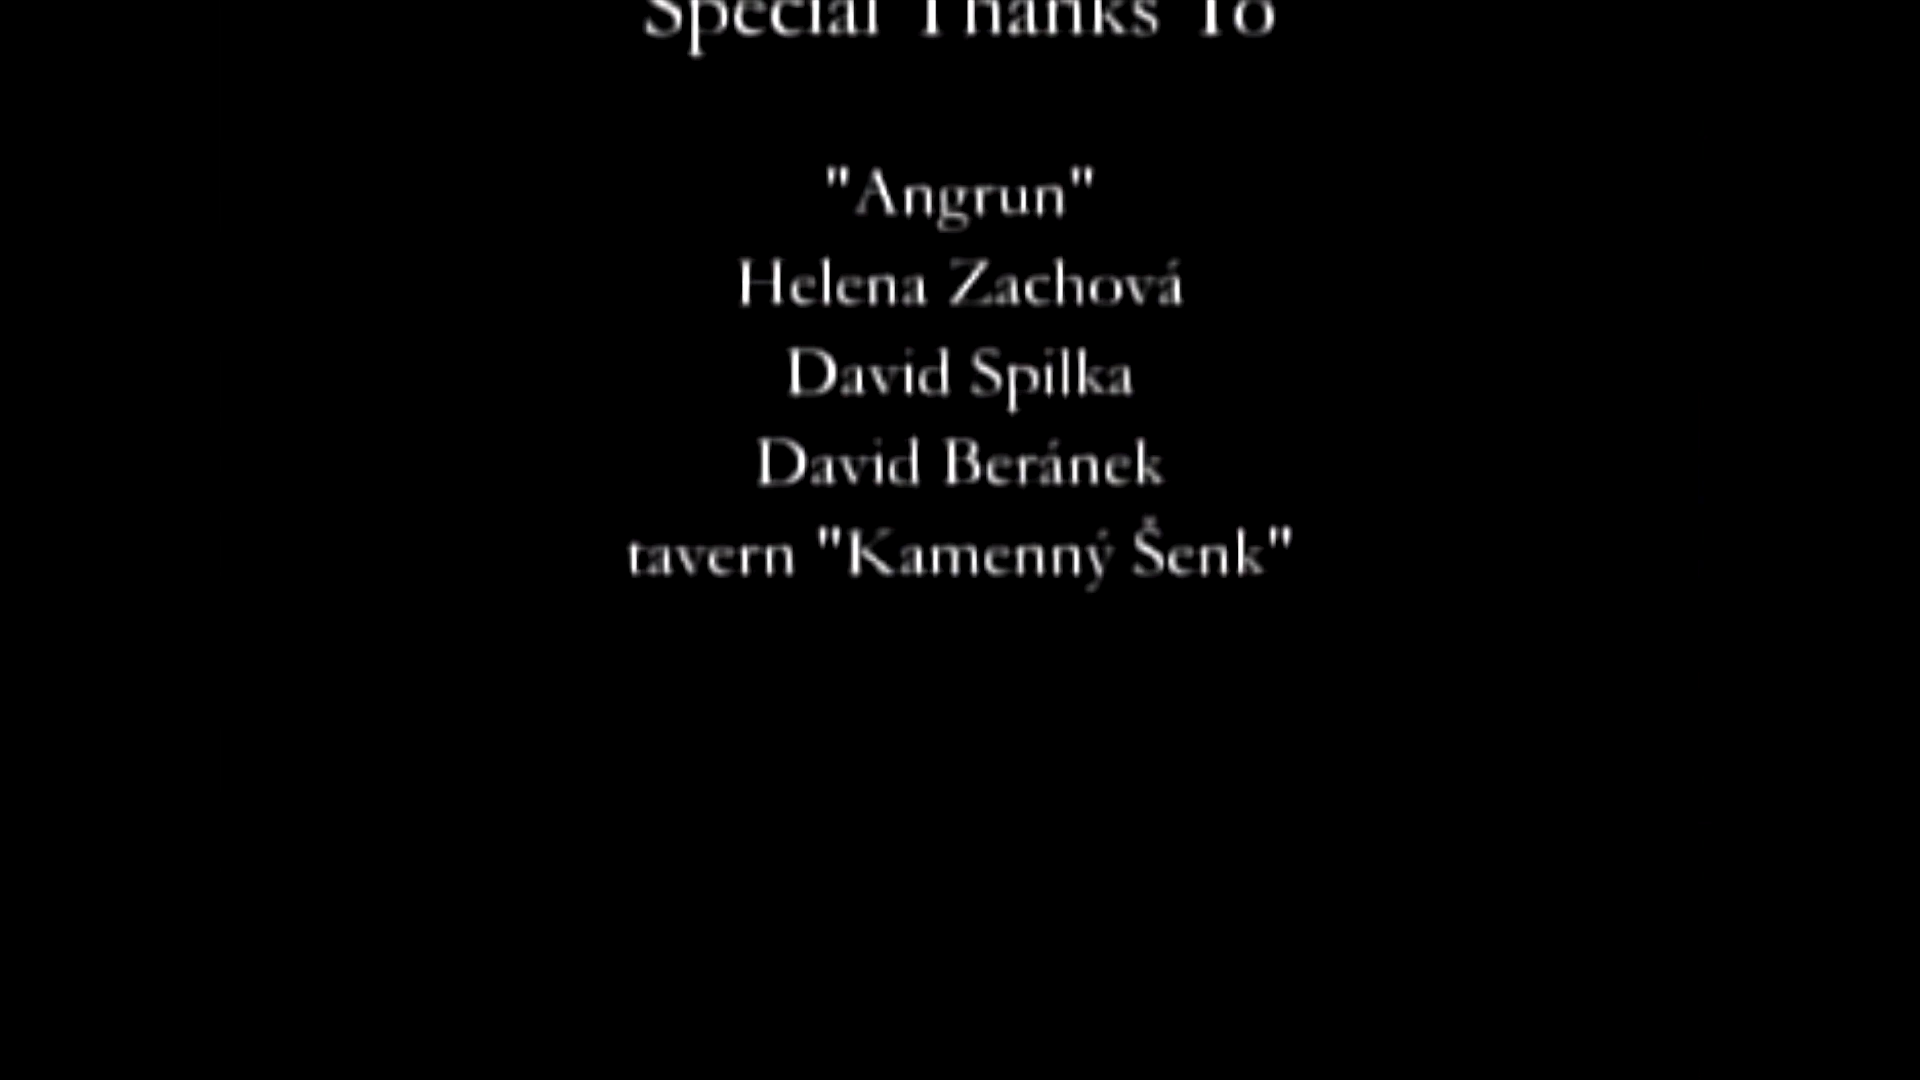 Special Thanks To
"Angrun"
Helena Zachová
David Spilka
David Beránek
tavern "Kamenný Šenk"